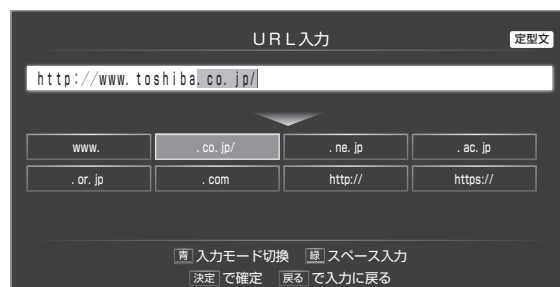 URL入力
定型文
http://www.toshiba.co.jp/
www.
.co.jp/
.ne.jp
.ac.jp
.or.jp
.com
http://
https://
青 入力モード切換 緑 スペース入力
決定 で確定 戻る で入力に戻る